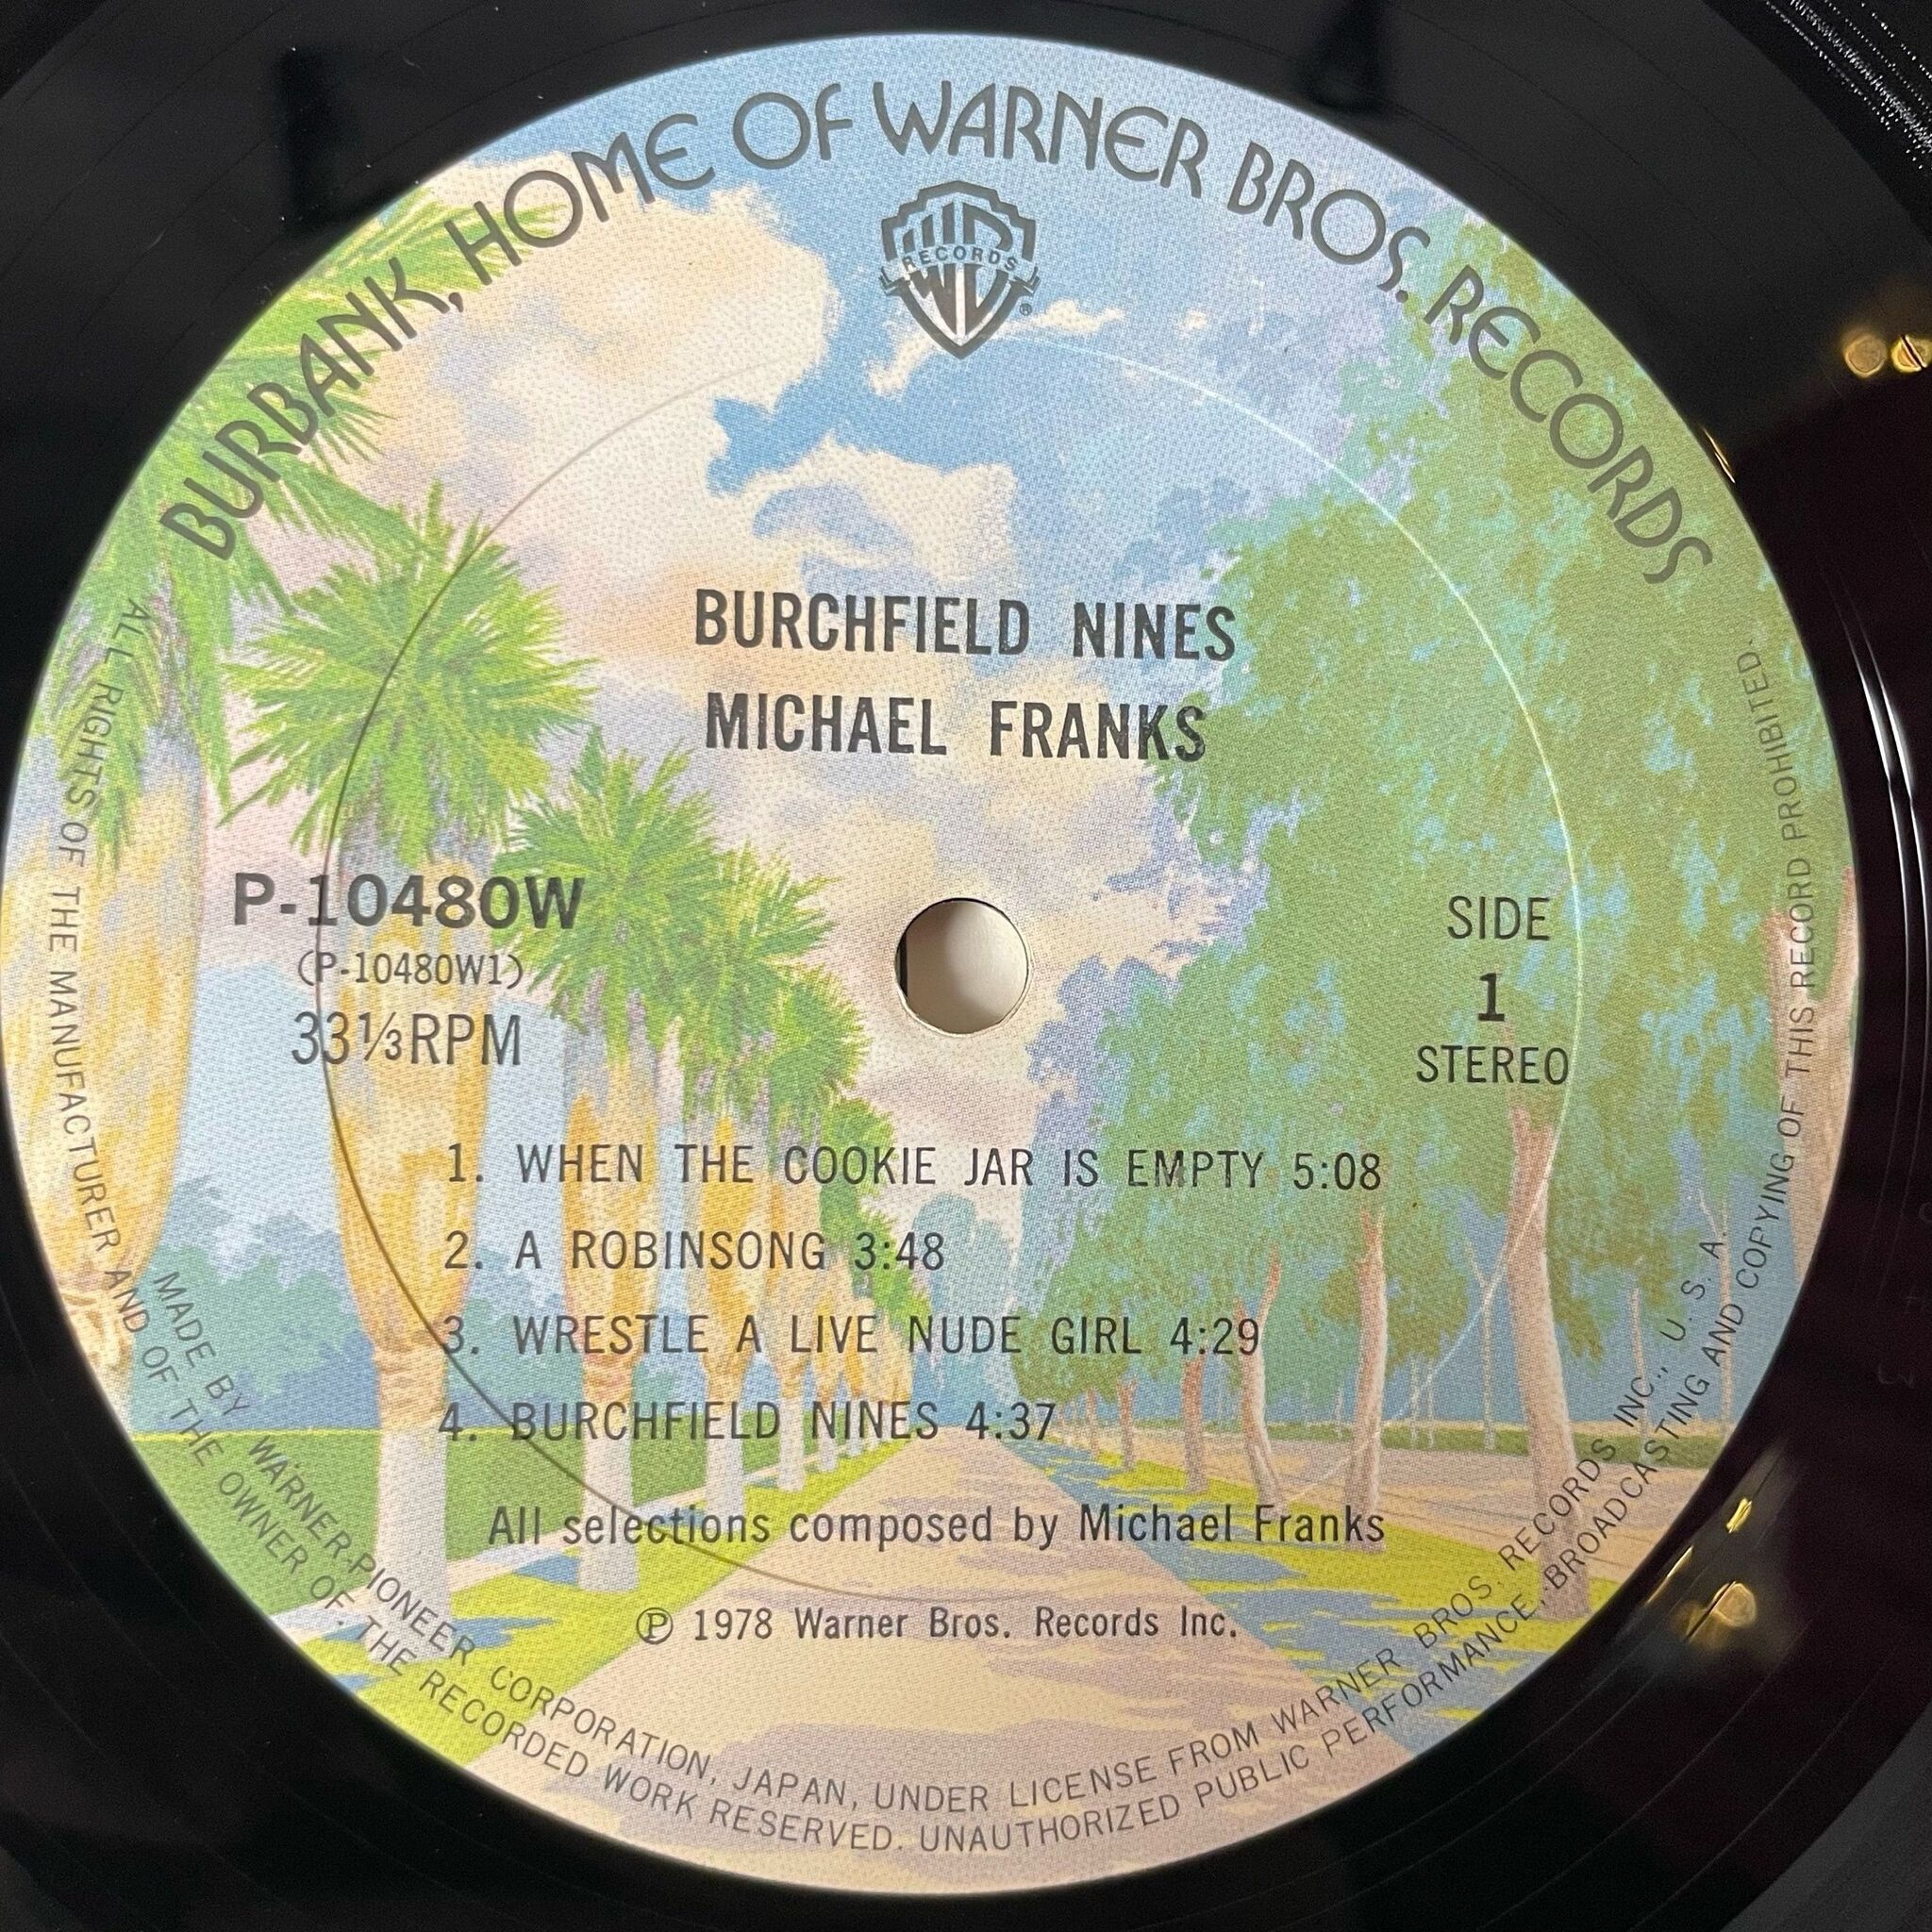 BURBANK, HOME OF WARNER BROS. RECORDS
WB
RECORDS
®
BURCHFIELD NINES
MICHAEL FRANKS
P-10480W
(P-10480W1)
33⅓RPM
SIDE
1
STEREO
1. WHEN THE COOKIE JAR IS EMPTY 5:08
2. A ROBINSONG 3:48
3. WRESTLE A LIVE NUDE GIRL 4:29
4. BURCHFIELD NINES 4:37
All selections composed by Michael Franks
℗ 1978 Warner Bros. Records Inc.
MADE BY WARNER-PIONEER CORPORATION, JAPAN, UNDER LICENSE FROM WARNER BROS. RECORDS INC., U. S. A.
ALL RIGHTS OF THE MANUFACTURER AND OF THE OWNER OF THE RECORDED WORK RESERVED. UNAUTHORIZED PUBLIC PERFORMANCE, BROADCASTING AND COPYING OF THIS RECORD PROHIBITED.